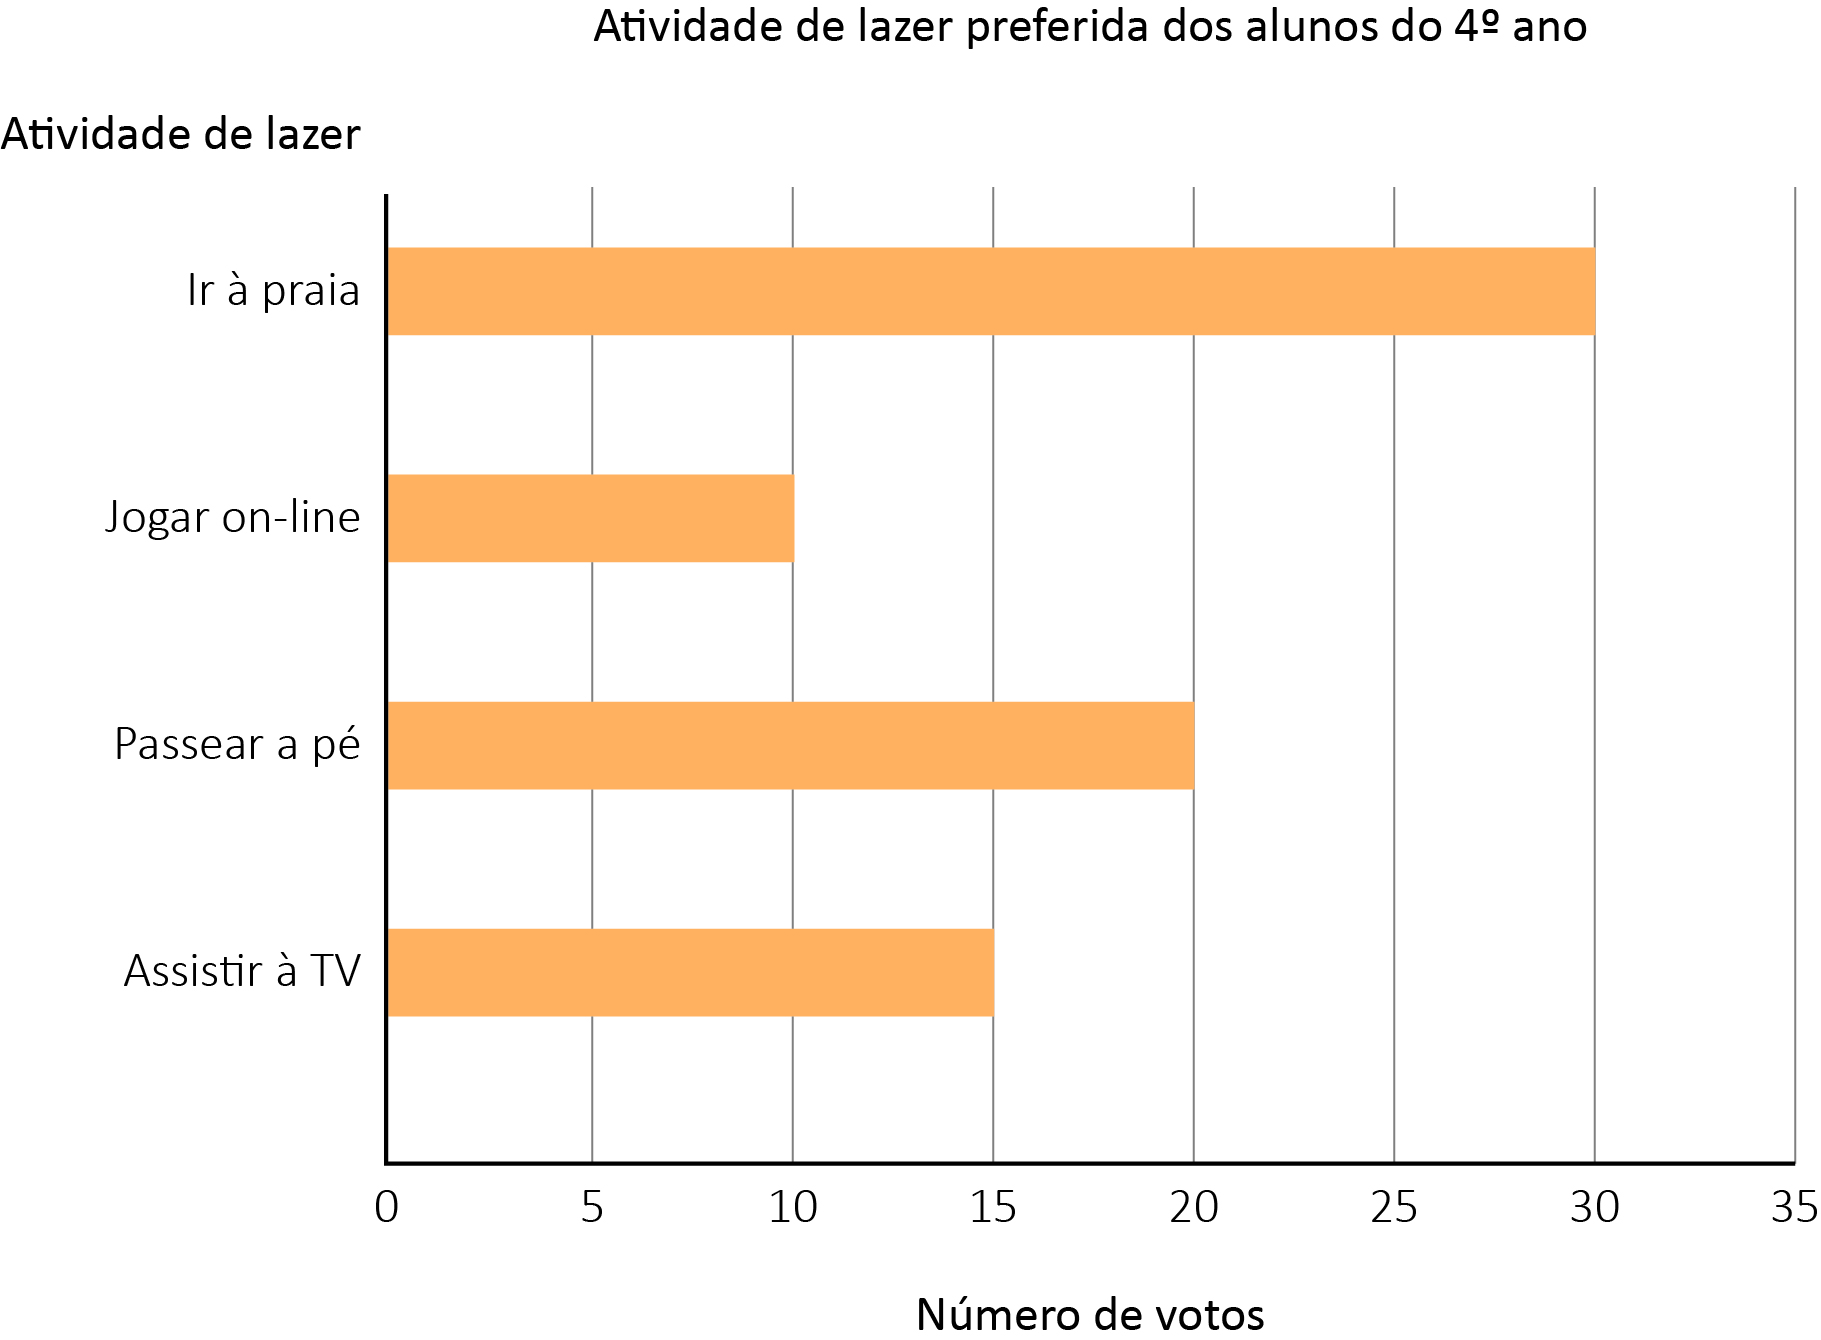 Atividade de lazer preferida dos alunos do 4º ano
Atividade de lazer
Ir à praia
Jogar on-line
Passear a pé
Assistir à TV
0 5 10 15 20 25 30 35
Número de votos